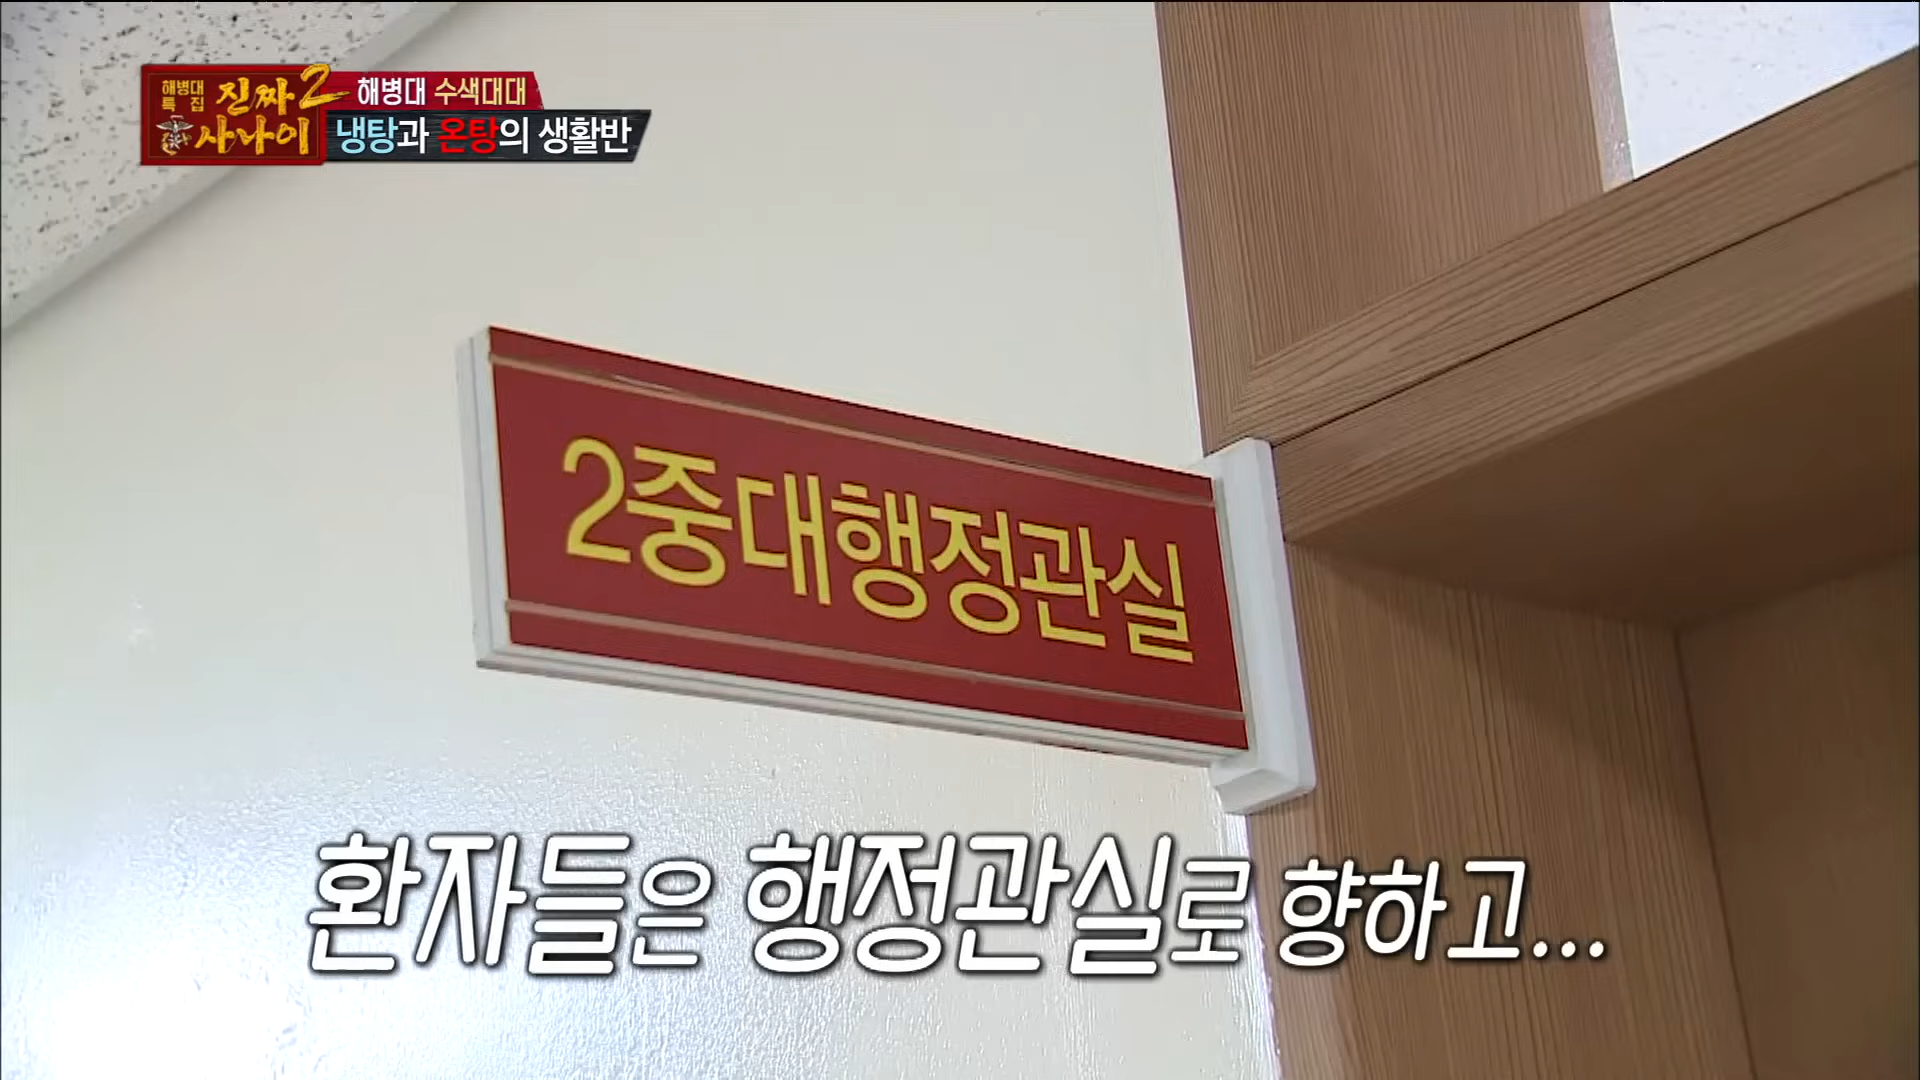 해병대
특집
진짜2
사나이
해병대 수색대대
냉탕과 온탕의 생활반
2중대행정관실
환자들은 행정관실로 향하고...